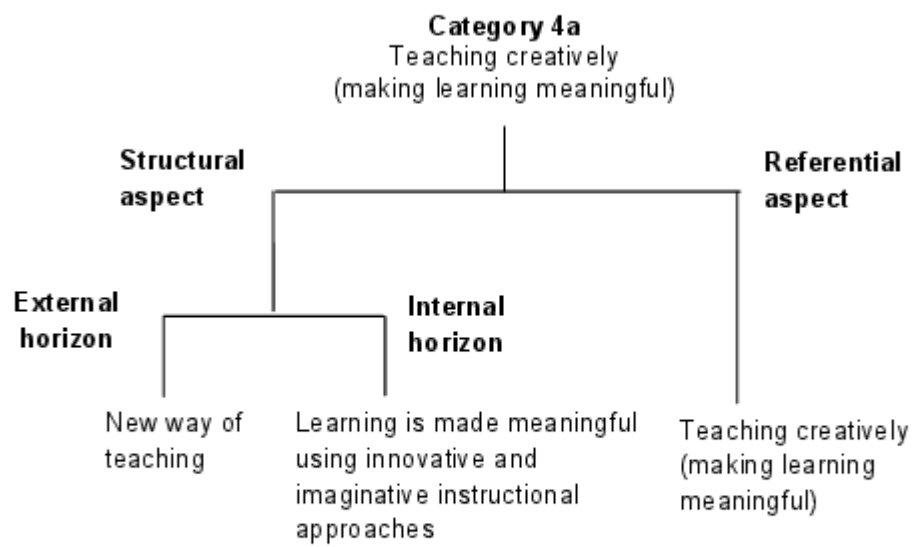 Category 4a
Teaching creatively
(making learning meaningful)
Structural
aspect
Referential
aspect
External
horizon
Internal
horizon
New way of
teaching
Learning is made meaningful
using innovative and
imaginative instructional
approaches
Teaching creatively
(making learning
meaningful)